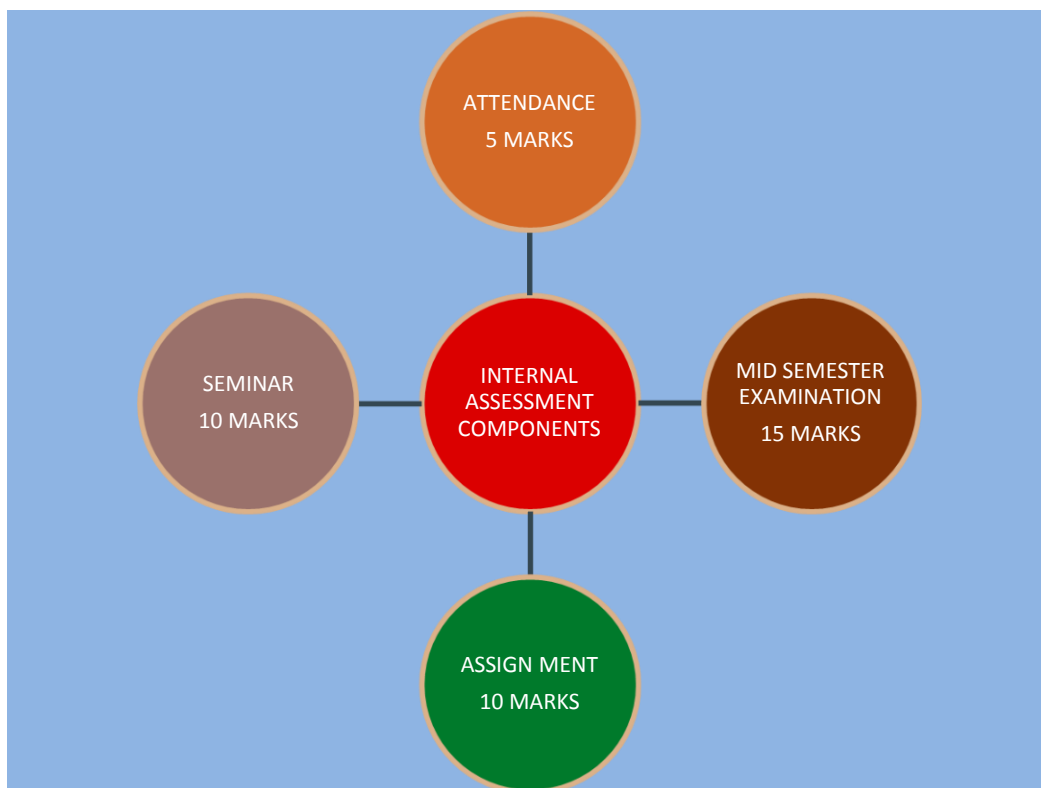 ATTENDANCE
5 MARKS
SEMINAR
10 MARKS
INTERNAL
ASSESSMENT
COMPONENTS
MID SEMESTER
EXAMINATION
15 MARKS
ASSIGN MENT
10 MARKS